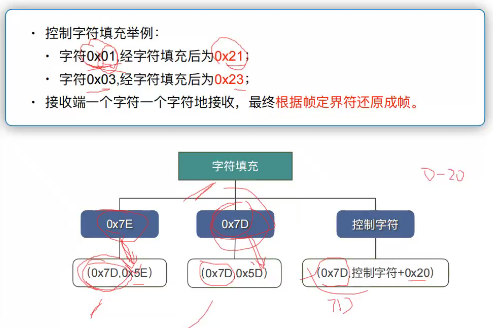 • 控制字符填充举例：
• 字符0x01,经字符填充后为0x21；
• 字符0x03,经字符填充后为0x23；
• 接收端一个字符一个字符地接收，最终根据帧定界符还原成帧。
字符填充
0-20
0x7E 0x7D 控制字符
（0x7D,0x5E） （0x7D,0x5D） （0x7D,控制字符+0x20）